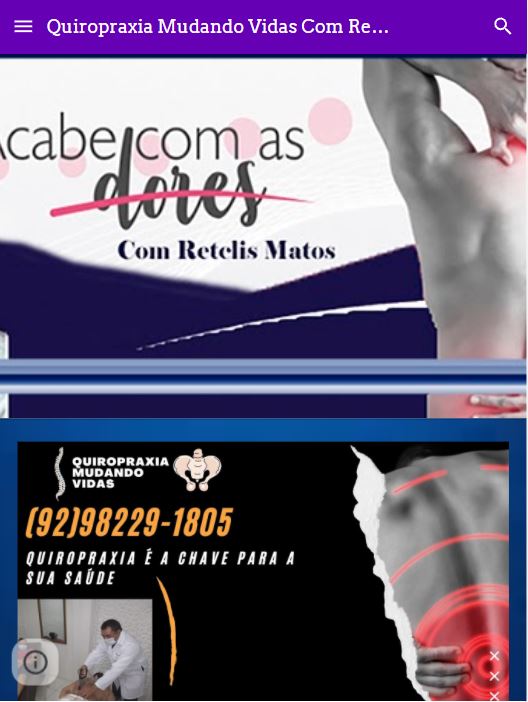 Quiropraxia Mudando Vidas Com Re...
Acabe com as
dores
Com Retelis Matos
QUIROPRAXIA
MUDANDO
VIDAS
(92)98229-1805
QUIROPRAXIA É A CHAVE PARA A
SUA SAÚDE